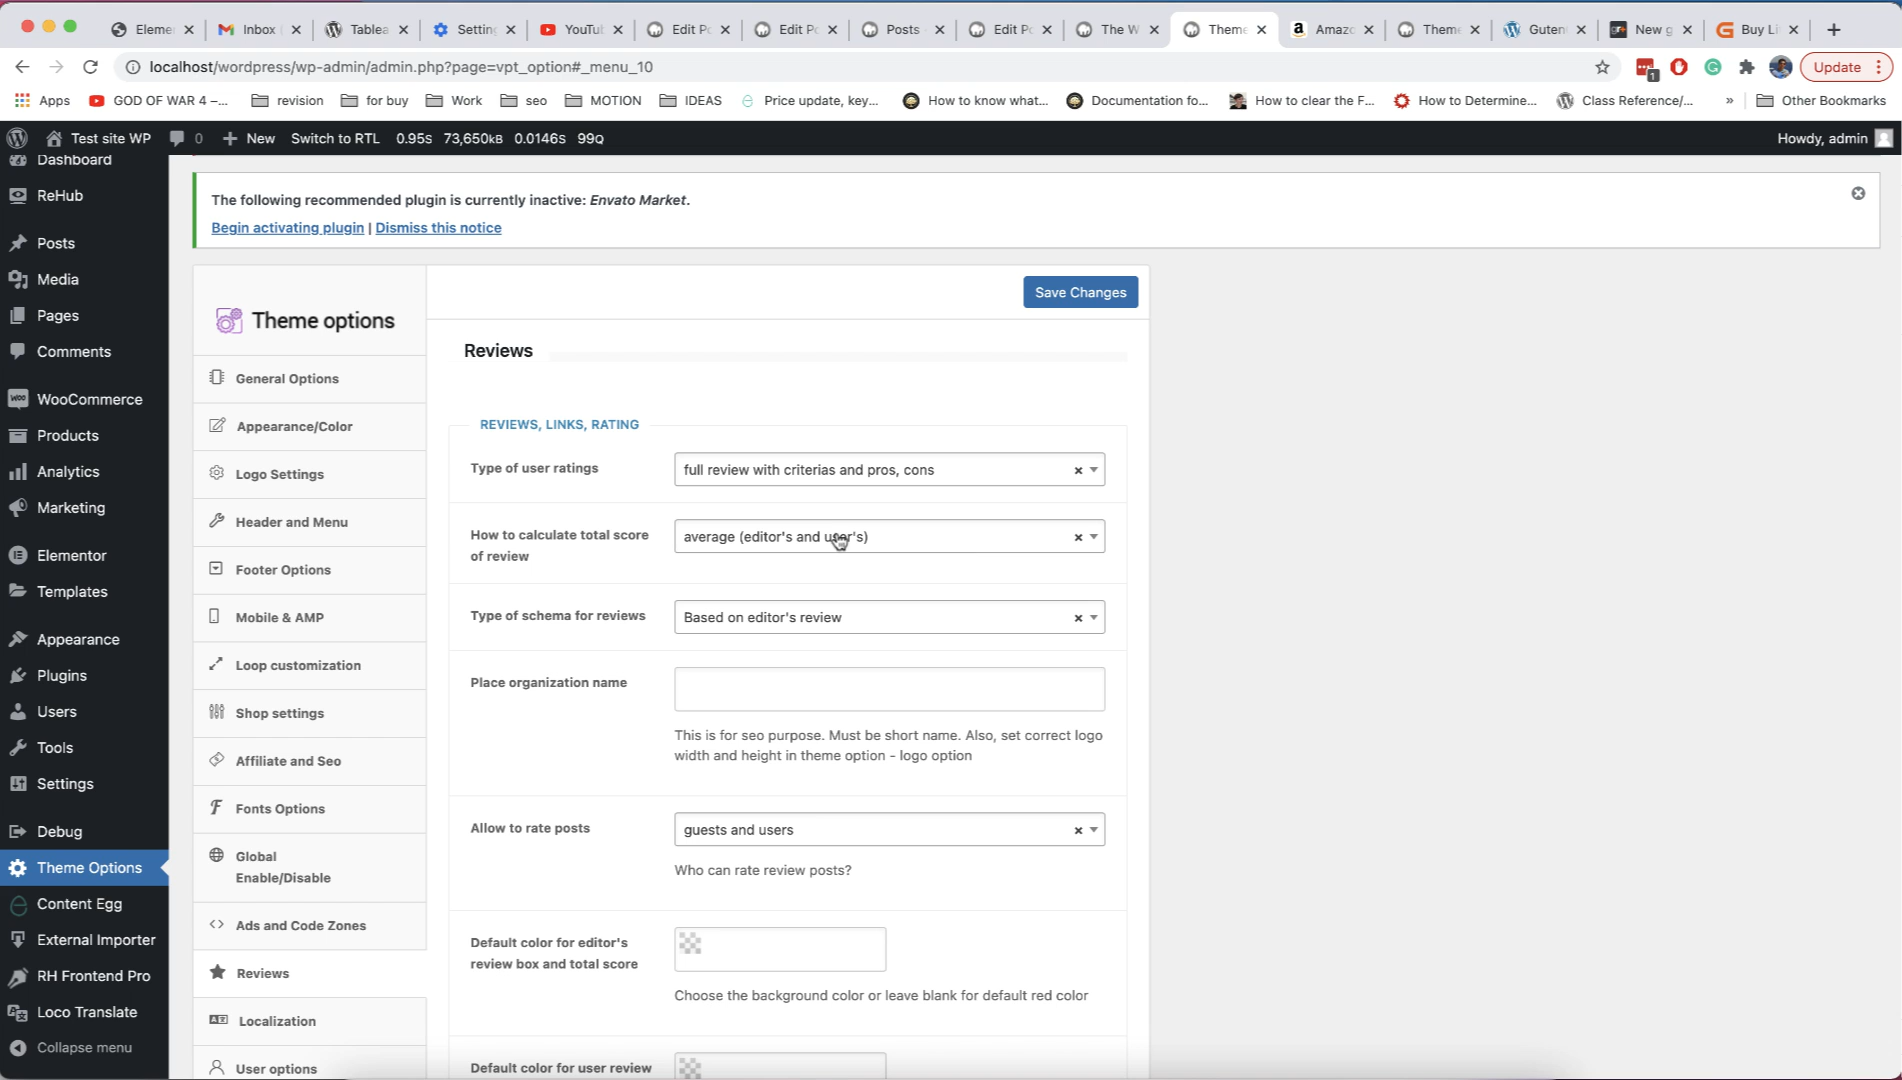 Eleme
Inbox (
Tablea
Setting
YouTu
Edit Po
Edit Po
Posts
Edit Po
The W
Theme
Amazo
Theme
Guten
New g
Buy Li
localhost/wordpress/wp-admin/admin.php?page=vpt_option#_menu_10
1
Update
Apps
GOD OF WAR 4 –...
revision
for buy
Work
seo
MOTION
IDEAS
Price update, key...
How to know what...
Documentation fo...
How to clear the F...
How to Determine...
Class Reference/...
»
Other Bookmarks
Test site WP
0
New
Switch to RTL
0.95S
73,650KB
0.0146S
99Q
Howdy, admin
Dashboard
ReHub
Posts
Media
Pages
Comments
WooCommerce
Products
Analytics
Marketing
Elementor
Templates
Appearance
Plugins
Users
Tools
Settings
Debug
Theme Options
Content Egg
External Importer
RH Frontend Pro
Loco Translate
Collapse menu
The following recommended plugin is currently inactive: Envato Market.
Begin activating plugin | Dismiss this notice
Theme options
General Options
Appearance/Color
Logo Settings
Header and Menu
Footer Options
Mobile & AMP
Loop customization
Shop settings
Affiliate and Seo
Fonts Options
Global
Enable/Disable
Ads and Code Zones
Reviews
Localization
User options
Save Changes
Reviews
REVIEWS, LINKS, RATING
Type of user ratings
full review with criterias and pros, cons
How to calculate total score
of review
average (editor's and user's)
Type of schema for reviews
Based on editor's review
Place organization name
This is for seo purpose. Must be short name. Also, set correct logo
width and height in theme option - logo option
Allow to rate posts
guests and users
Who can rate review posts?
Default color for editor's
review box and total score
Choose the background color or leave blank for default red color
Default color for user review